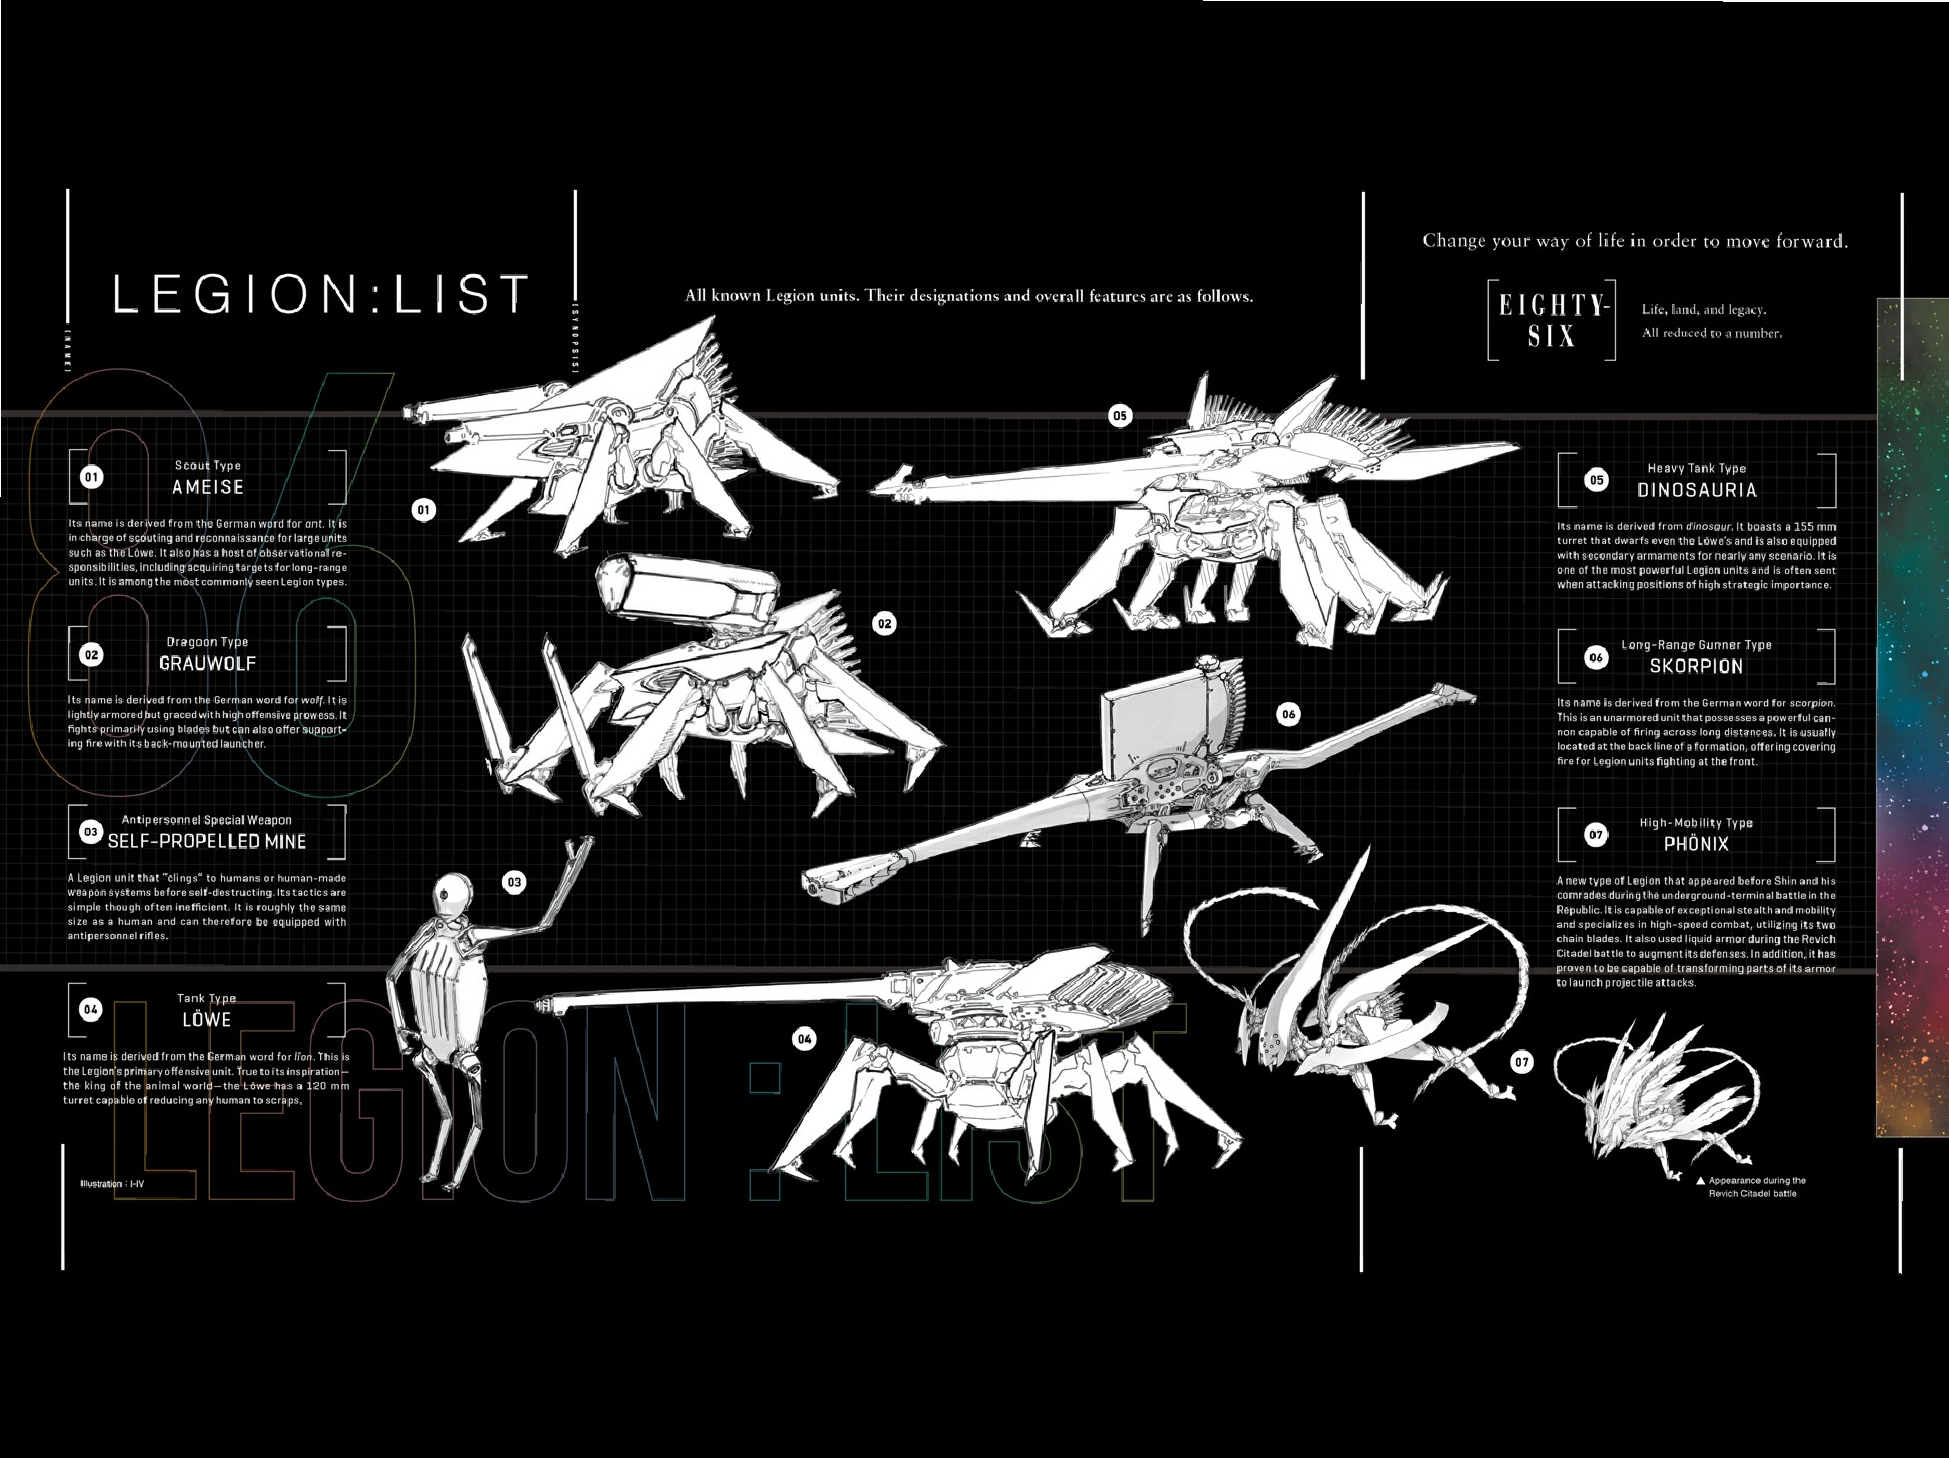 LEGION:LIST
[NAME]
[SYNOPSIS]
All known Legion units. Their designations and overall features are as follows.
Change your way of life in order to move forward.
EIGHTY-
SIX
Life, land, and legacy.
All reduced to a number.
86
01
Scout Type
AMEISE
Its name is derived from the German word for ant. It is
in charge of scouting and reconnaissance for large units
such as the Löwe. It also has a host of observational re-
sponsibilities, including acquiring targets for long-range
units. It is among the most commonly seen Legion types.
02
Dragoon Type
GRAUWOLF
Its name is derived from the German word for wolf. It is
lightly armored but graced with high offensive prowess. It
fights primarily using blades but can also offer support-
ing fire with its back-mounted launcher.
03
Antipersonnel Special Weapon
SELF-PROPELLED MINE
A Legion unit that "clings" to humans or human-made
weapon systems before self-destructing. Its tactics are
simple though often inefficient. It is roughly the same
size as a human and can therefore be equipped with
antipersonnel rifles.
04
Tank Type
LÖWE
Its name is derived from the German word for lion. This is
the Legion's primary offensive unit. True to its inspiration—
the king of the animal world—the Löwe has a 120 mm
turret capable of reducing any human to scraps.
Illustration : I-IV
LEGION:LIST
01
02
03
04
05
06
07
05
Heavy Tank Type
DINOSAURIA
Its name is derived from dinosaur. It boasts a 155 mm
turret that dwarfs even the Löwe's and is also equipped
with secondary armaments for nearly any scenario. It is
one of the most powerful Legion units and is often sent
when attacking positions of high strategic importance.
06
Long-Range Gunner Type
SKORPION
Its name is derived from the German word for scorpion.
This is an unarmored unit that possesses a powerful can-
non capable of firing across long distances. It is usually
located at the back line of a formation, offering covering
fire for Legion units fighting at the front.
07
High-Mobility Type
PHÖNIX
A new type of Legion that appeared before Shin and his
comrades during the underground-terminal battle in the
Republic. It is capable of exceptional stealth and mobility
and specializes in high-speed combat, utilizing its two
chain blades. It also used liquid armor during the Revich
Citadel battle to augment its defenses. In addition, it has
proven to be capable of transforming parts of its armor
to launch projectile attacks.
▲ Appearance during the
Revich Citadel battle